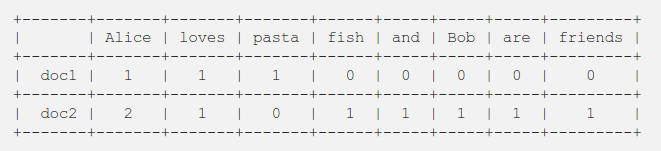 +-------+-------+-------+-------+------+-----+-----+-----+---------+
|       | Alice | loves | pasta | fish | and | Bob | are | friends |
+-------+-------+-------+-------+------+-----+-----+-----+---------+
|  doc1 |   1   |   1   |   1   |  0   |  0  |  0  |  0  |    0    |
+-------+-------+-------+-------+------+-----+-----+-----+---------+
|  doc2 |   2   |   1   |   0   |  1   |  1  |  1  |  1  |    1    |
+-------+-------+-------+-------+------+-----+-----+-----+---------+